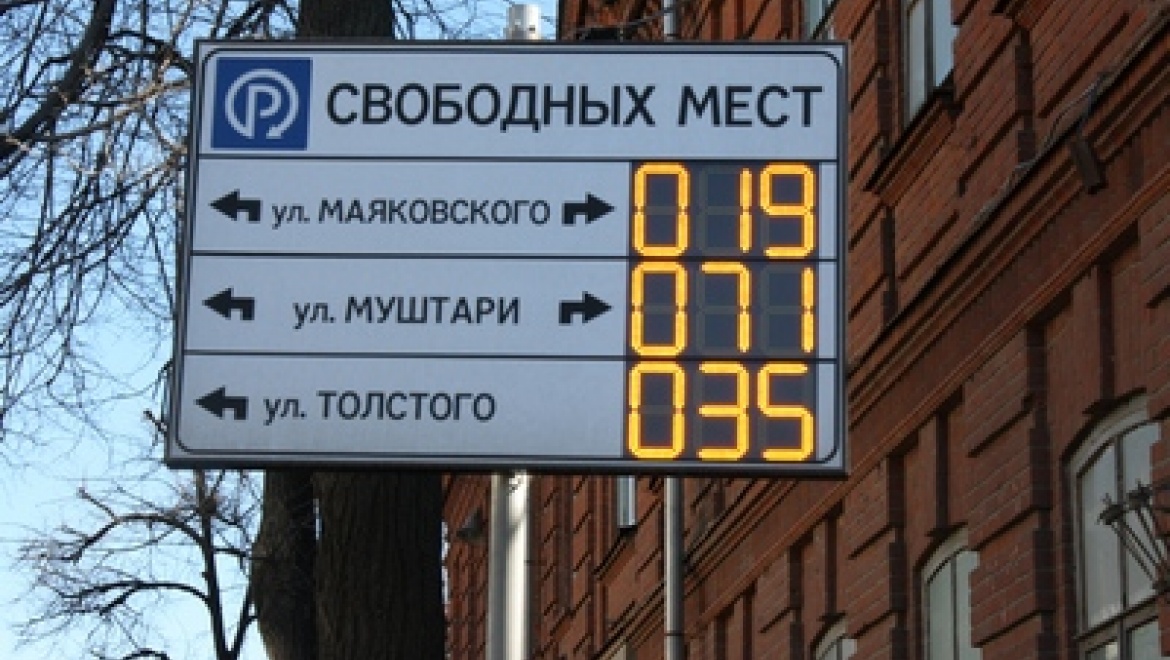 P СВОБОДНЫХ МЕСТ
ул. МАЯКОВСКОГО 019
ул. МУШТАРИ 071
ул. ТОЛСТОГО 035